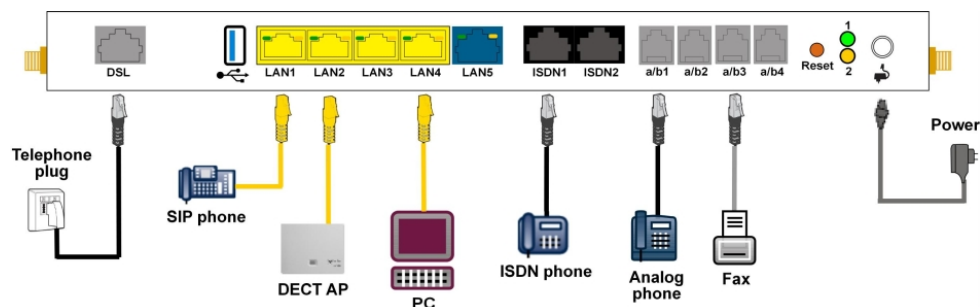 DSL
LAN1
LAN2
LAN3
LAN4
LAN5
ISDN1
ISDN2
a/b1
a/b2
a/b3
a/b4
Reset
1
2
Telephone
plug
SIP phone
DECT AP
PC
ISDN phone
Analog
phone
Fax
Power